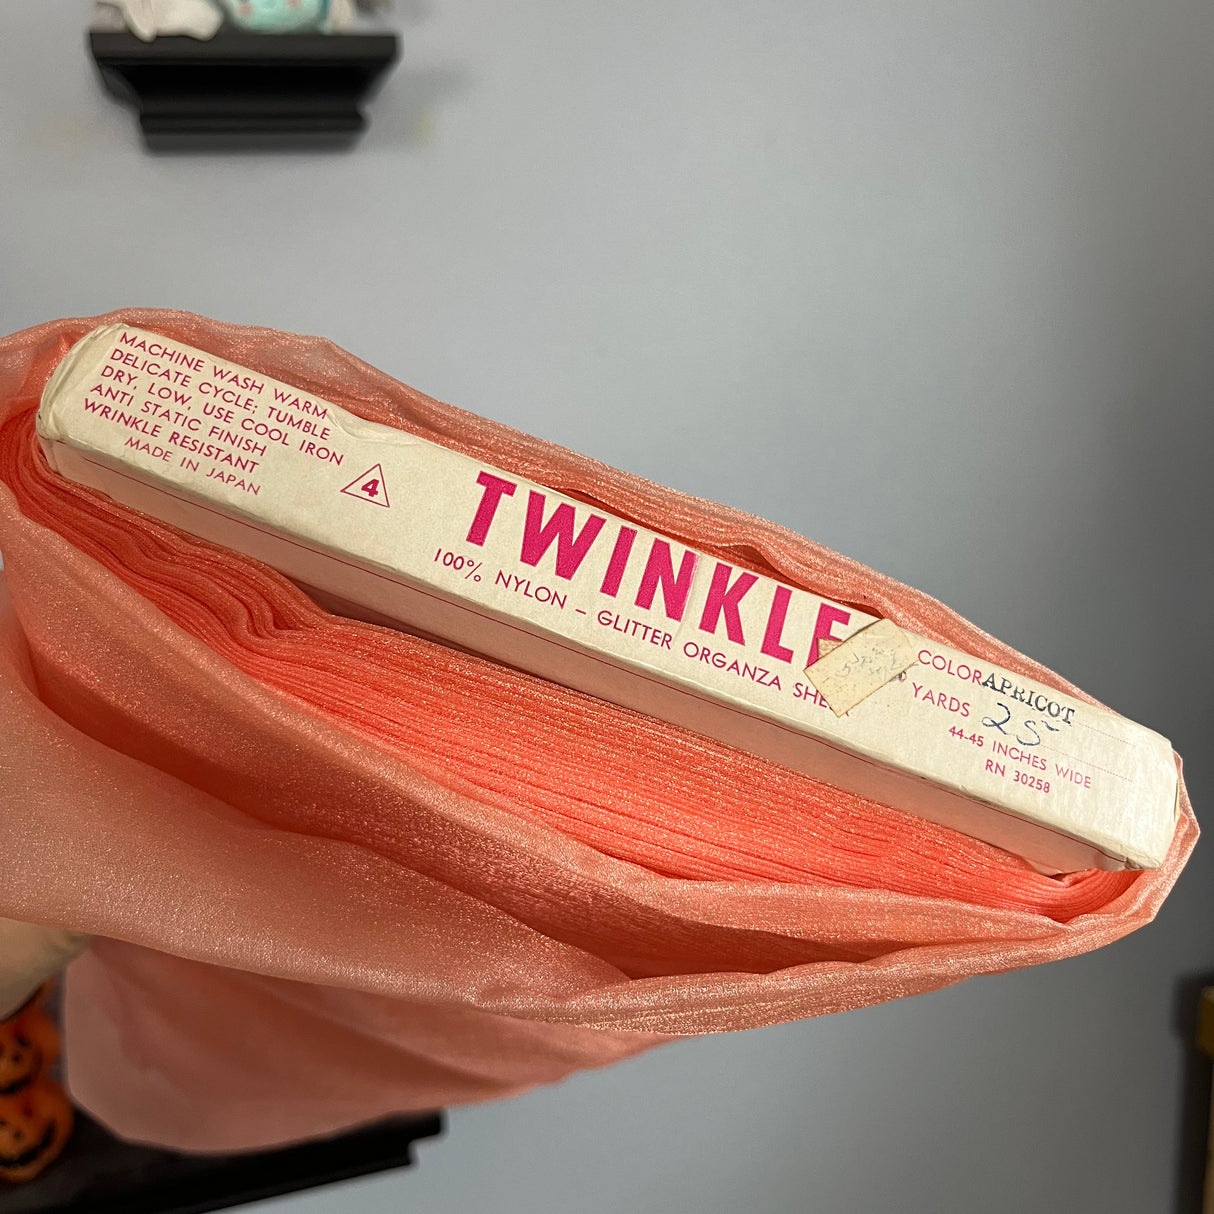 MACHINE WASH WARM
DELICATE CYCLE; TUMBLE
DRY, LOW, USE COOL IRON
ANTI STATIC FINISH
WRINKLE RESISTANT
MADE IN JAPAN
4
TWINKLE
100% NYLON – GLITTER ORGANZA
COLOR APRICOT
YARDS 25
44-45 INCHES WIDE
RN 30258